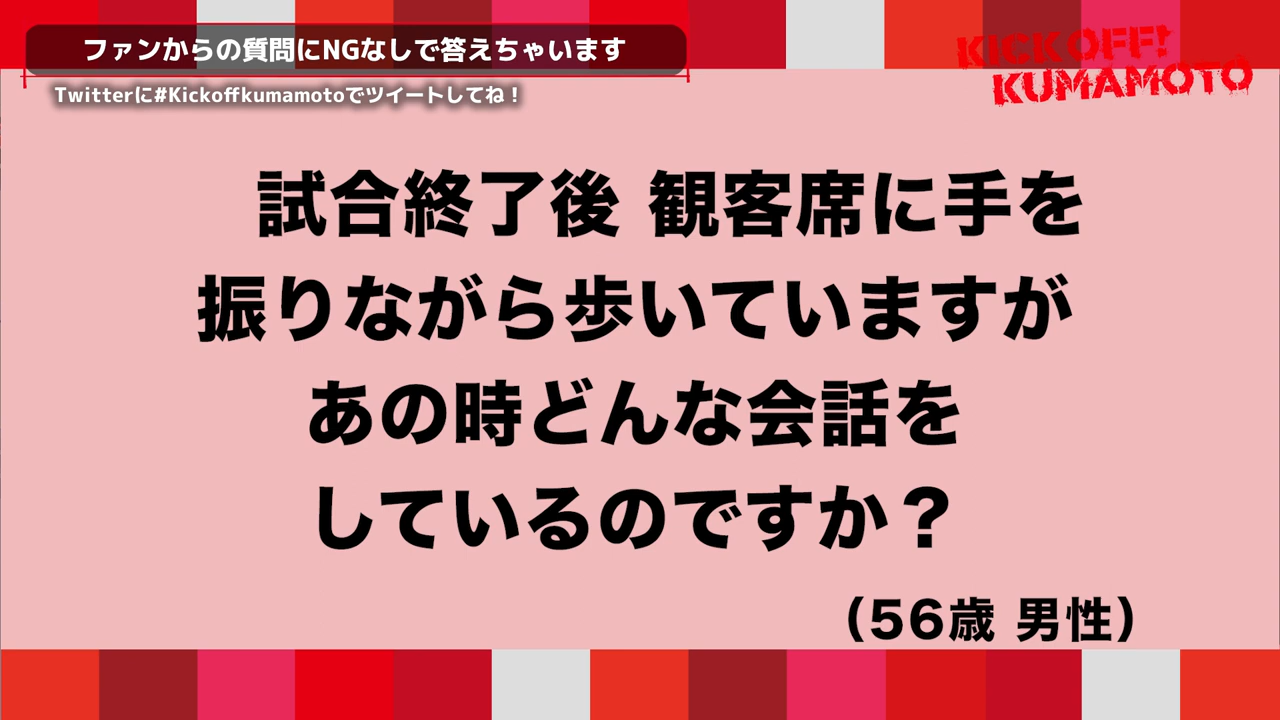 ファンからの質問にNGなしで答えちゃいます
Twitterに#Kickoffkumamotoでツイートしてね！
KICK OFF!
KUMAMOTO
試合終了後 観客席に手を
振りながら歩いていますが
あの時どんな会話を
しているのですか？
（56歳 男性）